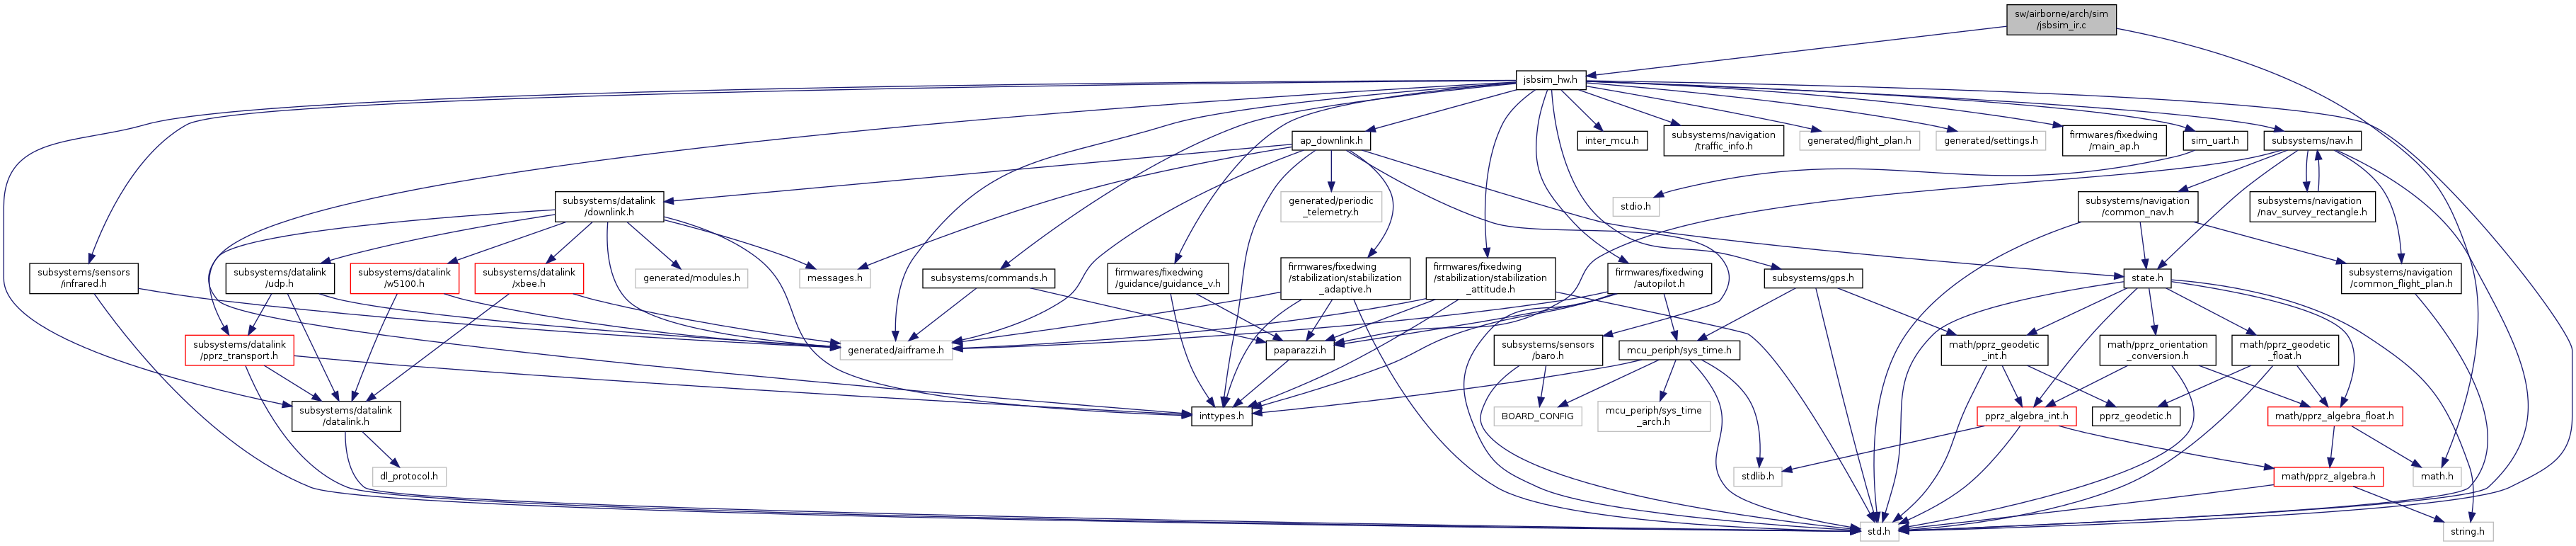 sw/airborne/arch/sim
/jsbsim_ir.c
jsbsim_hw.h
ap_downlink.h
inter_mcu.h
subsystems/navigation
/traffic_info.h
generated/flight_plan.h
generated/settings.h
firmwares/fixedwing
/main_ap.h
sim_uart.h
subsystems/nav.h
subsystems/datalink
/downlink.h
generated/periodic
_telemetry.h
stdio.h
subsystems/navigation
/common_nav.h
subsystems/navigation
/nav_survey_rectangle.h
subsystems/sensors
/infrared.h
subsystems/datalink
/udp.h
subsystems/datalink
/w5100.h
subsystems/datalink
/xbee.h
generated/modules.h
messages.h
subsystems/commands.h
firmwares/fixedwing
/guidance/guidance_v.h
firmwares/fixedwing
/stabilization/stabilization
_adaptive.h
firmwares/fixedwing
/stabilization/stabilization
_attitude.h
firmwares/fixedwing
/autopilot.h
subsystems/gps.h
state.h
subsystems/navigation
/common_flight_plan.h
subsystems/datalink
/pprz_transport.h
generated/airframe.h
paparazzi.h
subsystems/sensors
/baro.h
mcu_periph/sys_time.h
math/pprz_geodetic
_int.h
math/pprz_orientation
_conversion.h
math/pprz_geodetic
_float.h
subsystems/datalink
/datalink.h
inttypes.h
BOARD_CONFIG
mcu_periph/sys_time
_arch.h
pprz_algebra_int.h
pprz_geodetic.h
math/pprz_algebra_float.h
dl_protocol.h
stdlib.h
math/pprz_algebra.h
math.h
std.h
string.h